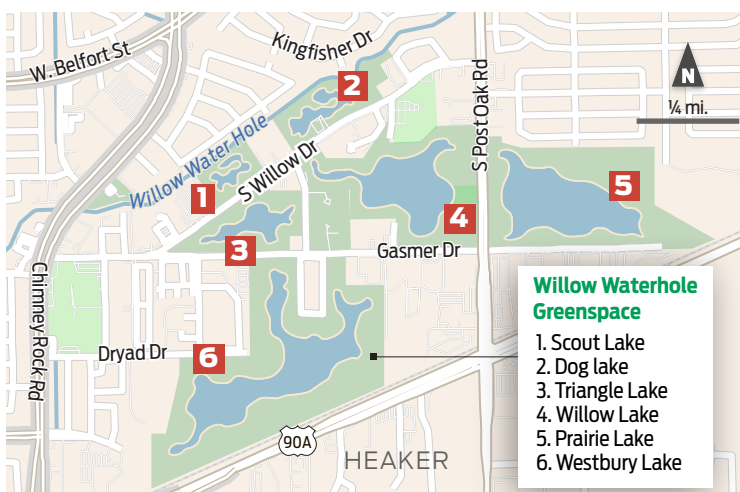 Kingfisher Dr
W. Belfort St
2
N
¼ mi.
S Post Oak Rd
Willow Water Hole
S Willow Dr
1
5
4
3
Gasmer Dr
Chimney Rock Rd
Willow Waterhole
Greenspace
1. Scout Lake
2. Dog lake
3. Triangle Lake
4. Willow Lake
5. Prairie Lake
6. Westbury Lake
Dryad Dr
6
90A
HEAKER